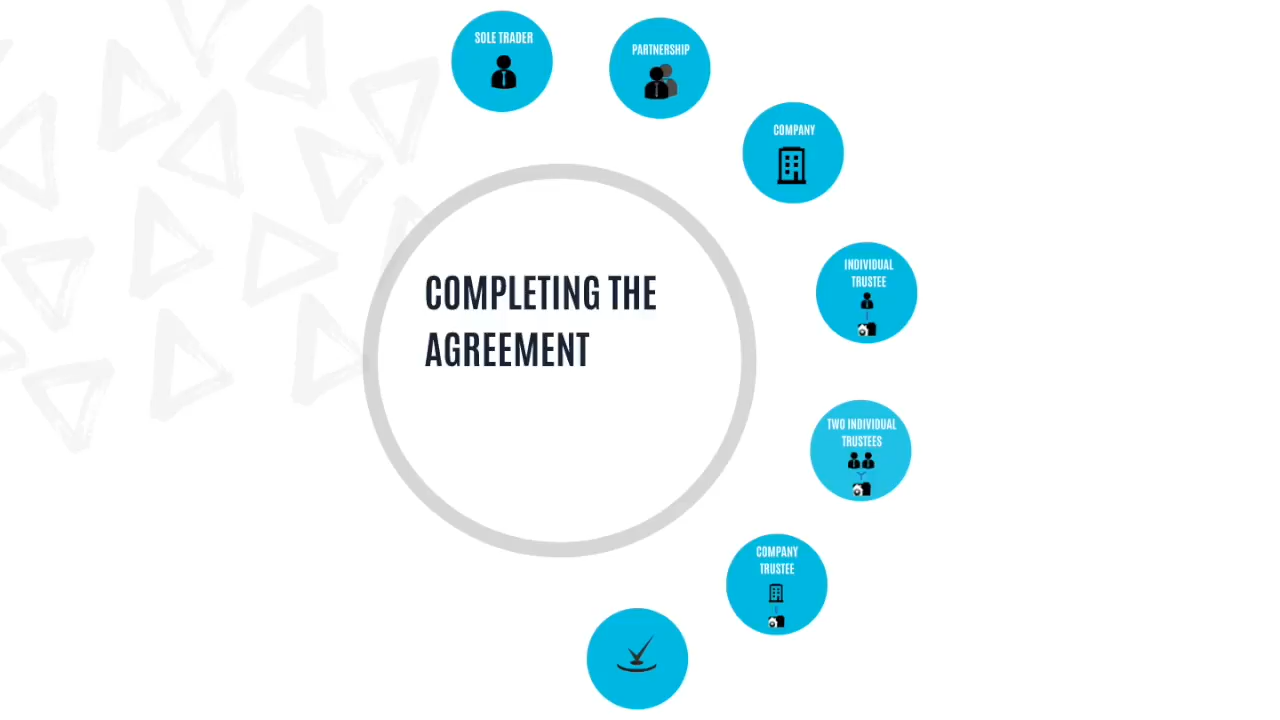 SOLE TRADER
PARTNERSHIP
COMPANY
INDIVIDUAL
TRUSTEE
COMPLETING THE
AGREEMENT
TWO INDIVIDUAL
TRUSTEES
COMPANY
TRUSTEE